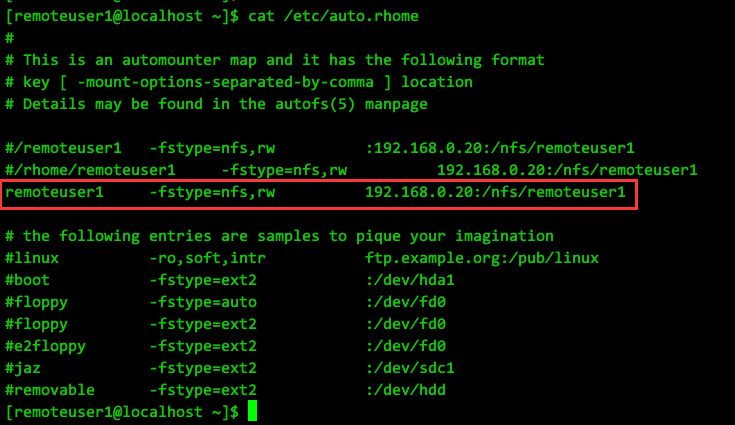 [remoteuser1@localhost ~]$ cat /etc/auto.rhome
#
# This is an automounter map and it has the following format
# key [ -mount-options-separated-by-comma ] location
# Details may be found in the autofs(5) manpage
#/remoteuser1   -fstype=nfs,rw          :192.168.0.20:/nfs/remoteuser1
#/rhome/remoteuser1     -fstype=nfs,rw          192.168.0.20:/nfs/remoteuser1
remoteuser1     -fstype=nfs,rw          192.168.0.20:/nfs/remoteuser1
# the following entries are samples to pique your imagination
#linux          -ro,soft,intr           ftp.example.org:/pub/linux
#boot           -fstype=ext2            :/dev/hda1
#floppy         -fstype=auto            :/dev/fd0
#floppy         -fstype=ext2            :/dev/fd0
#e2floppy       -fstype=ext2            :/dev/fd0
#jaz            -fstype=ext2            :/dev/sdc1
#removable      -fstype=ext2            :/dev/hdd
[remoteuser1@localhost ~]$